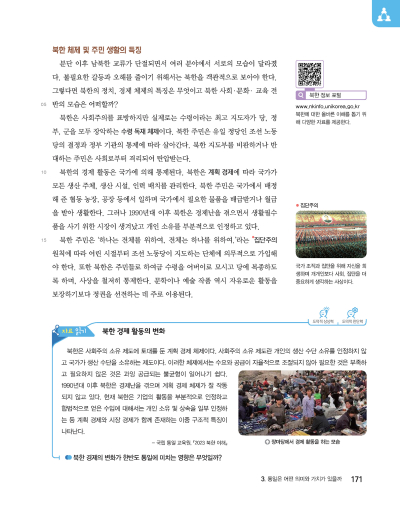 북한 체제 및 주민 생활의 특징
분단 이후 남북한 교류가 단절되면서 여러 분야에서 서로의 모습이 달라졌
다. 불필요한 갈등과 오해를 줄이기 위해서는 북한을 객관적으로 보아야 한다.
그렇다면 북한의 정치, 경제 체제의 특징은 무엇이고 북한 사회·문화·교육 전
05 반의 모습은 어떠할까?
북한은 사회주의를 표방하지만 실제로는 수령이라는 최고 지도자가 당, 정
부, 군을 모두 장악하는 수령 독재 체제이다. 북한 주민은 유일 정당인 조선 노동
당의 결정과 정부 기관의 통제에 따라 살아간다. 북한 지도부를 비판하거나 반
대하는 주민은 사회로부터 격리되어 탄압받는다.
10 북한의 경제 활동은 국가에 의해 통제된다. 북한은 계획 경제에 따라 국가가
모든 생산 주체, 생산 시설, 인력 배치를 관리한다. 북한 주민은 국가에서 배정
해 준 협동 농장, 공장 등에서 일하며 국가에서 필요한 물품을 배급받거나 월급
을 받아 생활한다. 그러나 1990년대 이후 북한은 경제난을 겪으면서 생활필수
품을 사기 위한 시장이 생겨났고 개인 소유를 부분적으로 인정하고 있다.
15 북한 주민은 '하나는 전체를 위하여, 전체는 하나를 위하여.'라는 *집단주의
원칙에 따라 어린 시절부터 조선 노동당이 지도하는 단체에 의무적으로 가입해
야 한다. 또한 북한은 주민들로 하여금 수령을 어버이로 모시고 당에 복종하도
록 하며, 사상을 철저히 통제한다. 문학이나 예술 작품 역시 자유로운 활동을
보장하기보다 정권을 선전하는 데 주로 이용된다.
북한 정보 포털
www.nkinfo.unikorea.go.kr
북한에 대한 올바른 이해를 돕기 위
해 다양한 자료를 제공한다.
* 집단주의
국가 조직과 집단을 위해 자신을 희
생하며 개개인보다 사회, 집단을 더
중요하게 생각하는 사상이다.
자료 읽기 북한 경제 활동의 변화
북한은 사회주의 소유 제도에 토대를 둔 계획 경제 체제이다. 사회주의 소유 제도란 개인의 생산 수단 소유를 인정하지 않
고 국가가 생산 수단을 소유하는 제도이다. 이러한 체제에서는 수요와 공급이 자율적으로 조절되지 않아 필요한 것은 부족하
고 필요하지 않은 것은 과잉 공급되는 불균형이 일어나기 쉽다.
1990년대 이후 북한은 경제난을 겪으며 계획 경제 체제가 잘 작동
되지 않고 있다. 현재 북한은 기업의 활동을 부분적으로 인정하고
합법적으로 얻은 수입에 대해서는 개인 소유 및 상속을 일부 인정하
는 등 계획 경제와 시장 경제가 함께 존재하는 이중 구조적 특징이
나타난다.
- 국립 통일 교육원, 『2023 북한 이해』
장마당에서 경제 활동을 하는 모습
북한 경제의 변화가 한반도 통일에 미치는 영향은 무엇일까?
3. 통일은 어떤 의미와 가치가 있을까 171